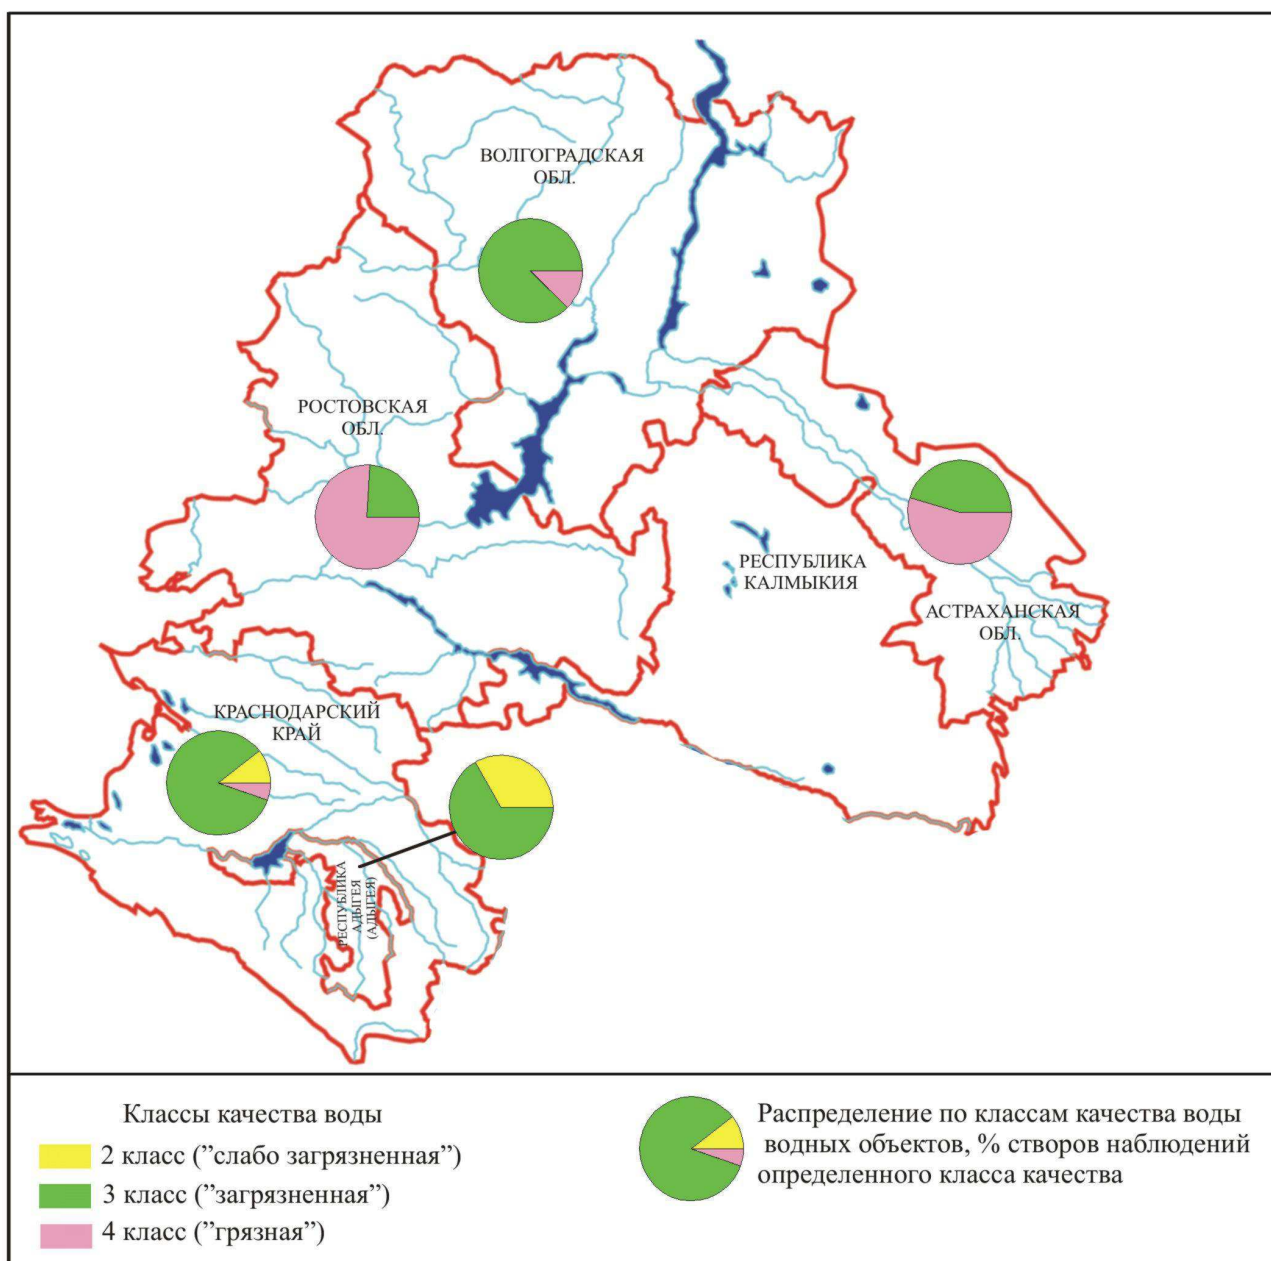 ВОЛГОГРАДСКАЯ
ОБЛ.
РОСТОВСКАЯ
ОБЛ.
РЕСПУБЛИКА
КАЛМЫКИЯ
АСТРАХАНСКАЯ
ОБЛ.
КРАСНОДАРСКИЙ
КРАЙ
РЕСПУБЛИКА
АДЫГЕЯ
(АДЫГЕЯ)
Классы качества воды
2 класс (”слабо загрязненная”)
3 класс (”загрязненная”)
4 класс (”грязная”)
Распределение по классам качества воды
водных объектов, % створов наблюдений
определенного класса качества